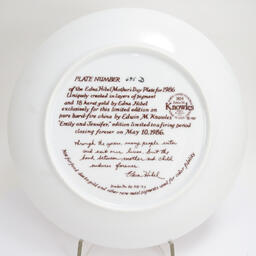 PLATE NUMBER
of the Edna Hibel Mother's Day Plate for 1986
Uniquely created in layers of pigment
and 18 karat gold by Edna Hibel
exclusively for this limited edition on
pure hard-fire china by Edwin M. Knowles
"Emily and Jennifer," edition limited to a firing period
closing forever on May 10, 1986.
Knowles
Through the years, many people enter
and exit our lives, but the
bond between mother and child
endures forever
Edna Hibel